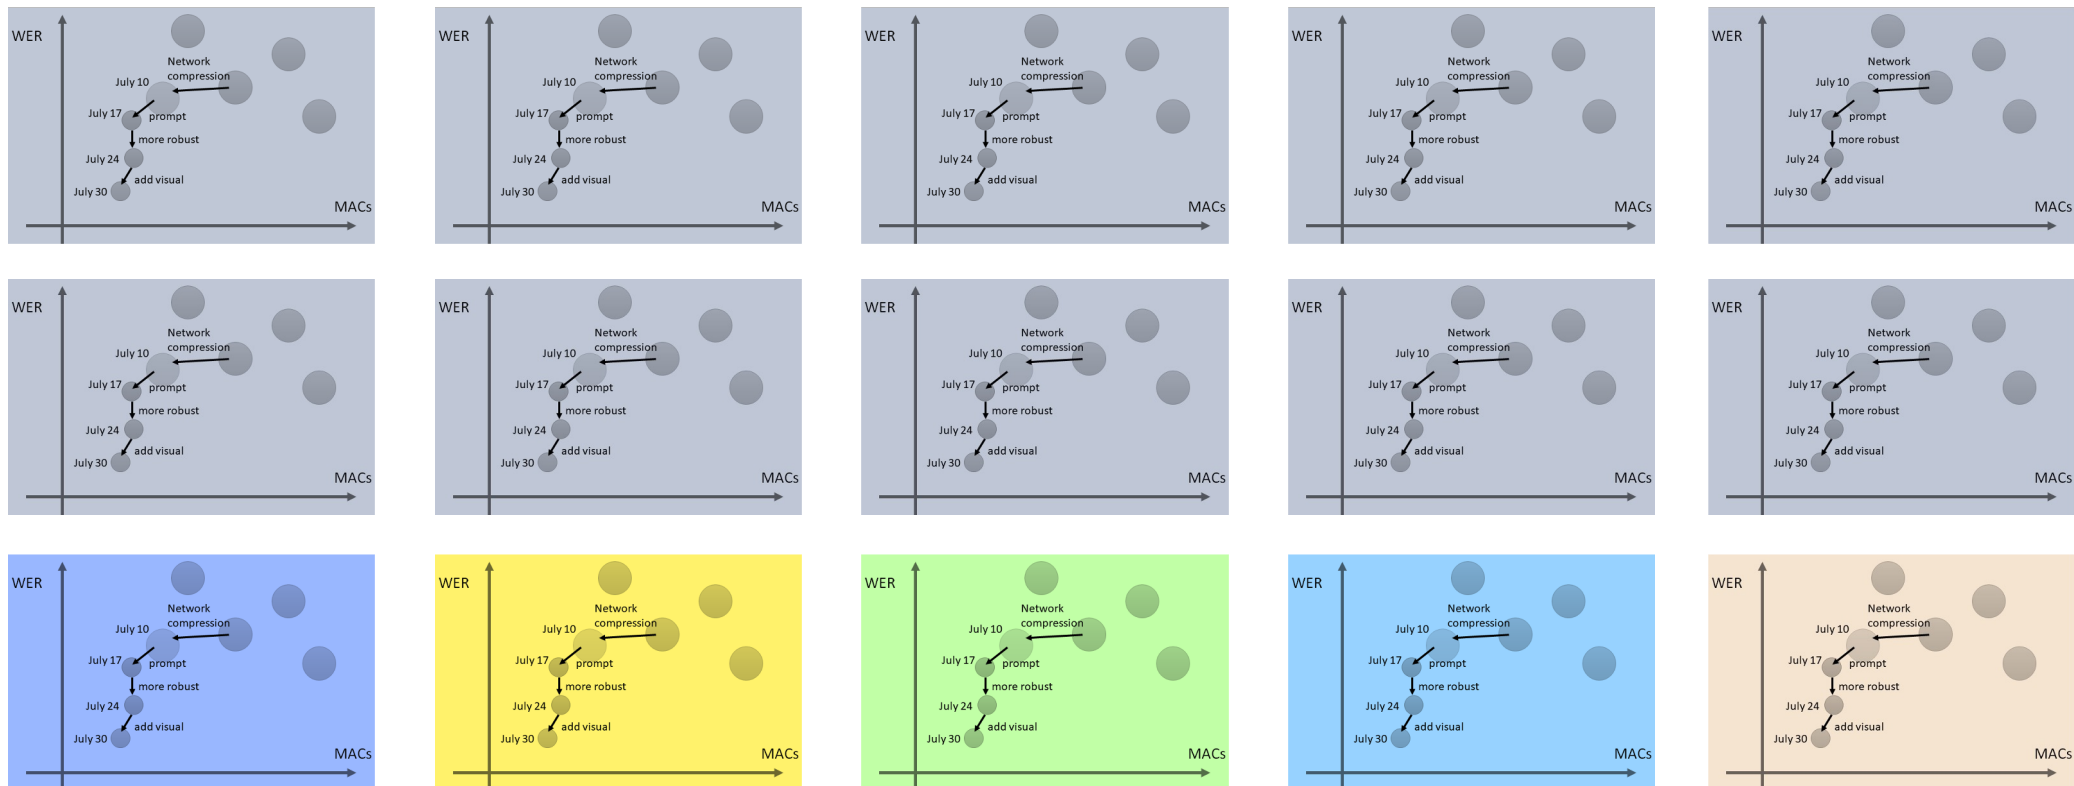 WER
Network
compression
July 10
July 17
prompt
more robust
July 24
add visual
July 30
MACs
WER
Network
compression
July 10
July 17
prompt
more robust
July 24
add visual
July 30
MACs
WER
Network
compression
July 10
July 17
prompt
more robust
July 24
add visual
July 30
MACs
WER
Network
compression
July 10
July 17
prompt
more robust
July 24
add visual
July 30
MACs
WER
Network
compression
July 10
July 17
prompt
more robust
July 24
add visual
July 30
MACs
WER
Network
compression
July 10
July 17
prompt
more robust
July 24
add visual
July 30
MACs
WER
Network
compression
July 10
July 17
prompt
more robust
July 24
add visual
July 30
MACs
WER
Network
compression
July 10
July 17
prompt
more robust
July 24
add visual
July 30
MACs
WER
Network
compression
July 10
July 17
prompt
more robust
July 24
add visual
July 30
MACs
WER
Network
compression
July 10
July 17
prompt
more robust
July 24
add visual
July 30
MACs
WER
Network
compression
July 10
July 17
prompt
more robust
July 24
add visual
July 30
MACs
WER
Network
compression
July 10
July 17
prompt
more robust
July 24
add visual
July 30
MACs
WER
Network
compression
July 10
July 17
prompt
more robust
July 24
add visual
July 30
MACs
WER
Network
compression
July 10
July 17
prompt
more robust
July 24
add visual
July 30
MACs
WER
Network
compression
July 10
July 17
prompt
more robust
July 24
add visual
July 30
MACs